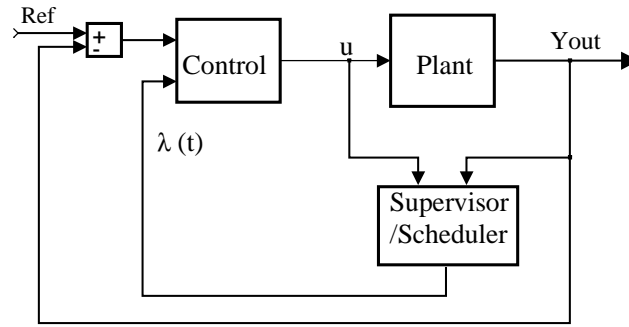 Ref
+
-
Control
u
Plant
Yout
λ (t)
Supervisor
/Scheduler